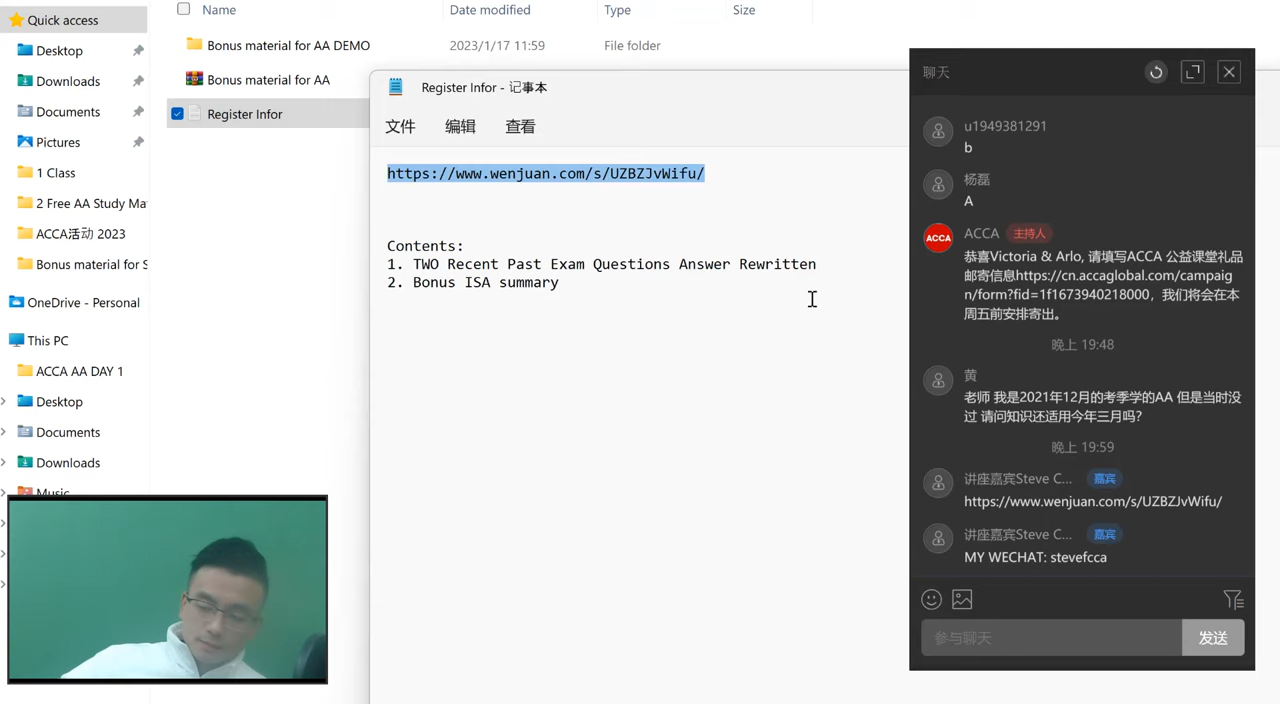 Quick access
Desktop
Downloads
Documents
Pictures
1 Class
2 Free AA Study Ma
ACCA活动 2023
Bonus material for S
OneDrive - Personal
This PC
ACCA AA DAY 1
Desktop
Documents
Downloads
Music
Name Date modified Type Size
Bonus material for AA DEMO 2023/1/17 11:59 File folder
Bonus material for AA
Register Infor
Register Infor - 记事本
文件 编辑 查看
https://www.wenjuan.com/s/UZBZJvWifu/
Contents:
1. TWO Recent Past Exam Questions Answer Rewritten
2. Bonus ISA summary
聊天
u1949381291
b
杨磊
A
ACCA
ACCA 主持人
恭喜Victoria & Arlo, 请填写ACCA 公益课堂礼品
邮寄信息https://cn.accaglobal.com/campaig
n/form?fid=1f1673940218000，我们将会在本
周五前安排寄出。
晚上 19:48
黄
老师 我是2021年12月的考季学的AA 但是当时没
过 请问知识还适用今年三月吗?
晚上 19:59
讲座嘉宾Steve C... 嘉宾
https://www.wenjuan.com/s/UZBZJvWifu/
讲座嘉宾Steve C... 嘉宾
MY WECHAT: stevefcca
参与聊天
发送